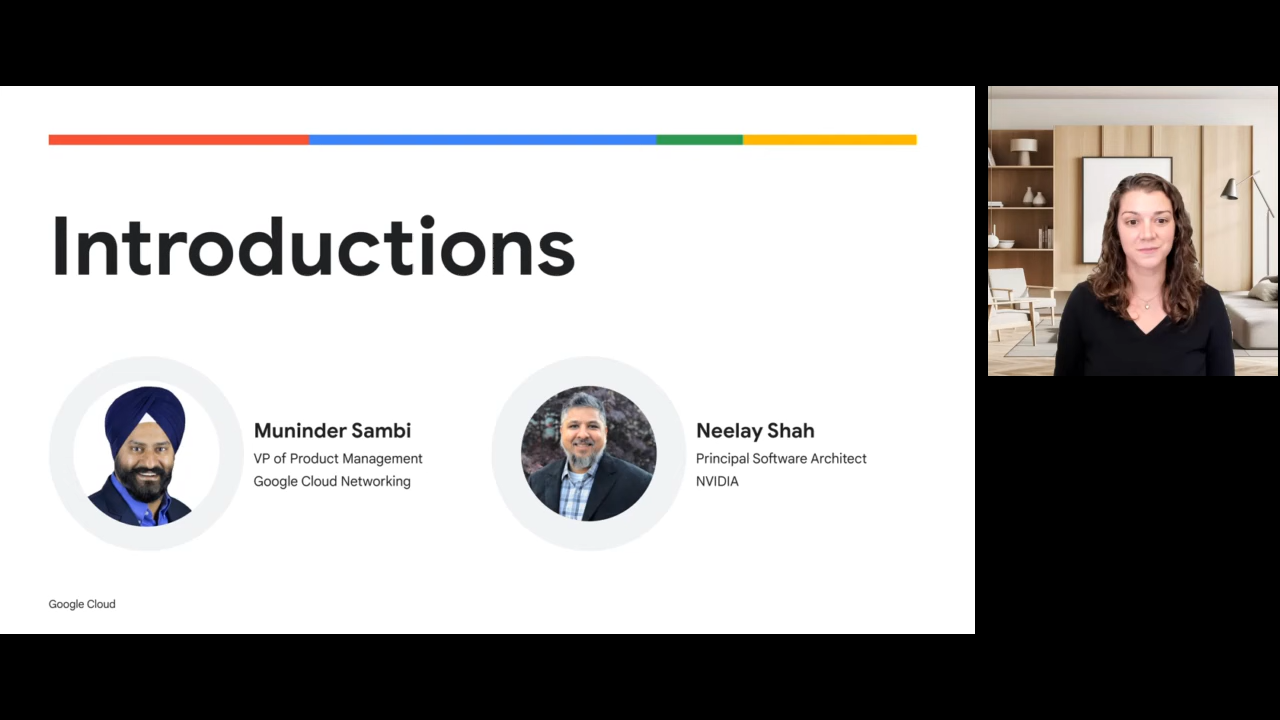 Introductions
Muninder Sambi
VP of Product Management
Google Cloud Networking
Neelay Shah
Principal Software Architect
NVIDIA
Google Cloud